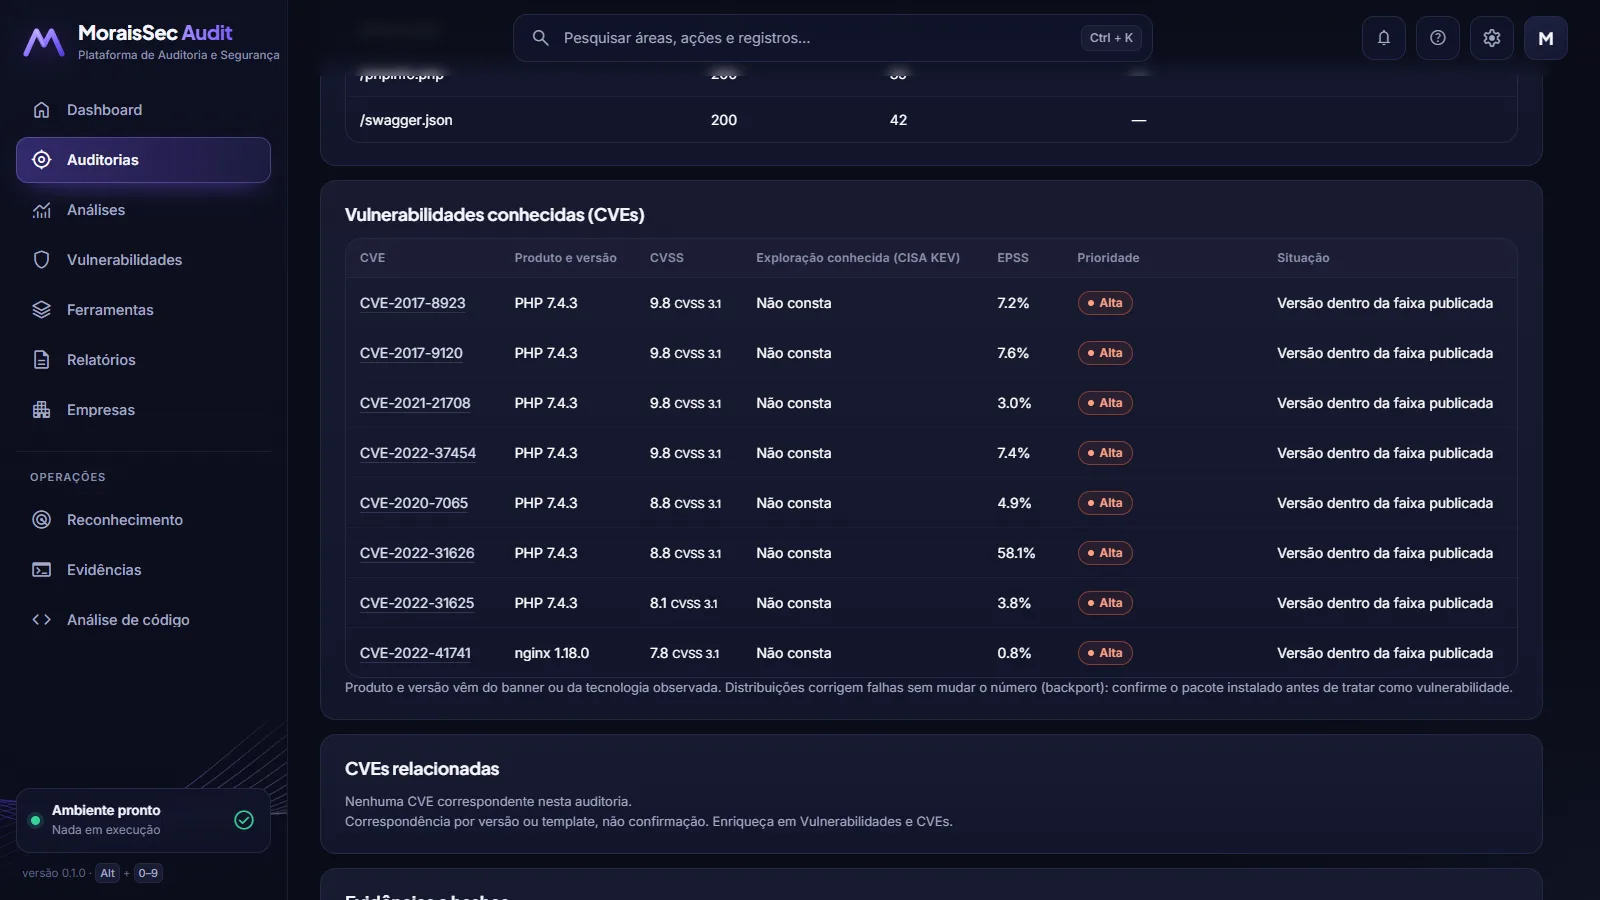 MoraisSec Audit
Plataforma de Auditoria e Segurança
Pesquisar áreas, ações e registros...
Ctrl + K
M
Dashboard
Auditorias
Análises
Vulnerabilidades
Ferramentas
Relatórios
Empresas
OPERAÇÕES
Reconhecimento
Evidências
Análise de código
Ambiente pronto
Nada em execução
versão 0.1.0 · Alt + 0–9
/phpinfo.php 200
/swagger.json 200 42 —
Vulnerabilidades conhecidas (CVEs)
CVE Produto e versão CVSS Exploração conhecida (CISA KEV) EPSS Prioridade Situação
CVE-2017-8923 PHP 7.4.3 9.8 CVSS 3.1 Não consta 7.2% Alta Versão dentro da faixa publicada
CVE-2017-9120 PHP 7.4.3 9.8 CVSS 3.1 Não consta 7.6% Alta Versão dentro da faixa publicada
CVE-2021-21708 PHP 7.4.3 9.8 CVSS 3.1 Não consta 3.0% Alta Versão dentro da faixa publicada
CVE-2022-37454 PHP 7.4.3 9.8 CVSS 3.1 Não consta 7.4% Alta Versão dentro da faixa publicada
CVE-2020-7065 PHP 7.4.3 8.8 CVSS 3.1 Não consta 4.9% Alta Versão dentro da faixa publicada
CVE-2022-31626 PHP 7.4.3 8.8 CVSS 3.1 Não consta 58.1% Alta Versão dentro da faixa publicada
CVE-2022-31625 PHP 7.4.3 8.1 CVSS 3.1 Não consta 3.8% Alta Versão dentro da faixa publicada
CVE-2022-41741 nginx 1.18.0 7.8 CVSS 3.1 Não consta 0.8% Alta Versão dentro da faixa publicada
Produto e versão vêm do banner ou da tecnologia observada. Distribuições corrigem falhas sem mudar o número (backport): confirme o pacote instalado antes de tratar como vulnerabilidade.
CVEs relacionadas
Nenhuma CVE correspondente nesta auditoria.
Correspondência por versão ou template, não confirmação. Enriqueça em Vulnerabilidades e CVEs.